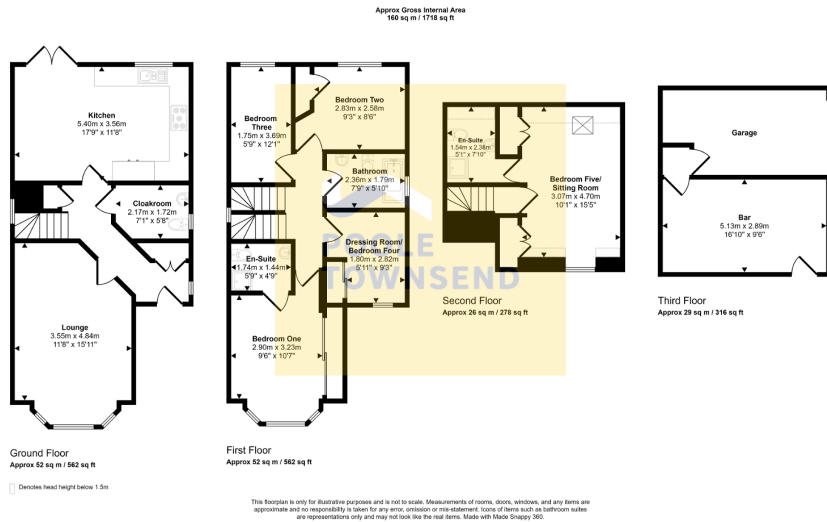 Approx Gross Internal Area
160 sq m / 1718 sq ft
Kitchen
5.40m x 3.56m
17'9" x 11'8"
Cloakroom
2.17m x 1.72m
7'1" x 5'8"
Lounge
3.55m x 4.84m
11'8" x 15'11"
Ground Floor
Approx 52 sq m / 562 sq ft
Denotes head height below 1.5m
Bedroom
Three
1.75m x 3.69m
5'9" x 12'1"
Bedroom Two
2.83m x 2.58m
9'3" x 8'6"
Bathroom
2.36m x 1.79m
7'9" x 5'10"
Dressing Room/
Bedroom Four
1.80m x 2.82m
5'11" x 9'3"
En-Suite
1.74m x 1.44m
5'9" x 4'9"
Bedroom One
2.90m x 3.23m
9'6" x 10'7"
First Floor
Approx 52 sq m / 562 sq ft
POOLE
TOWNSEND
En-Suite
1.54m x 2.38m
5'1" x 7'10"
Bedroom Five/
Sitting Room
3.07m x 4.70m
10'1" x 15'5"
Second Floor
Approx 26 sq m / 278 sq ft
Garage
Bar
5.13m x 2.89m
16'10" x 9'6"
Third Floor
Approx 29 sq m / 316 sq ft
This floorplan is only for illustrative purposes and is not to scale. Measurements of rooms, doors, windows, and any items are
approximate and no responsibility is taken for any error, omission or mis-statement. Icons of items such as bathroom suites
are representations only and may not look like the real items. Made with Made Snappy 360.